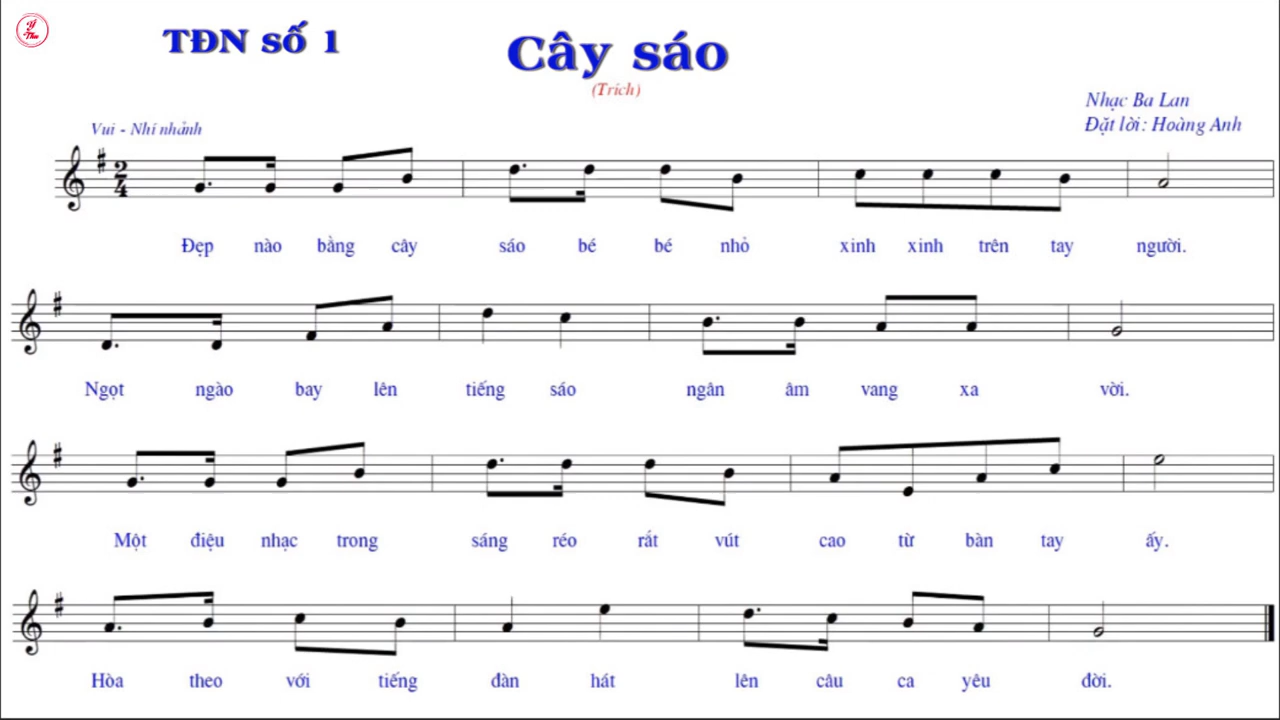 Ý Thu
TĐN số 1
Cây sáo
(Trích)
Nhạc Ba Lan
Đặt lời: Hoàng Anh
Vui - Nhí nhảnh
2
4
Đẹp nào bằng cây sáo bé bé nhỏ xinh xinh trên tay người.
Ngọt ngào bay lên tiếng sáo ngân âm vang xa vời.
Một điệu nhạc trong sáng réo rắt vút cao từ bàn tay ấy.
Hòa theo với tiếng đàn hát lên câu ca yêu đời.